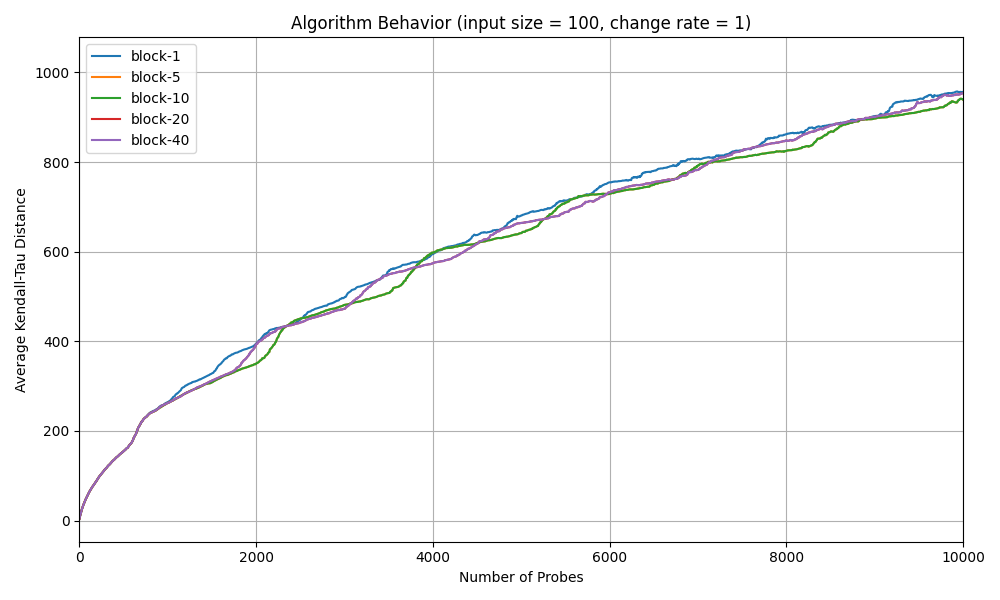 Algorithm Behavior (input size = 100, change rate = 1)
block-1
block-5
block-10
block-20
block-40
Average Kendall-Tau Distance
1000
800
600
400
200
0
0 2000 4000 6000 8000 10000
Number of Probes